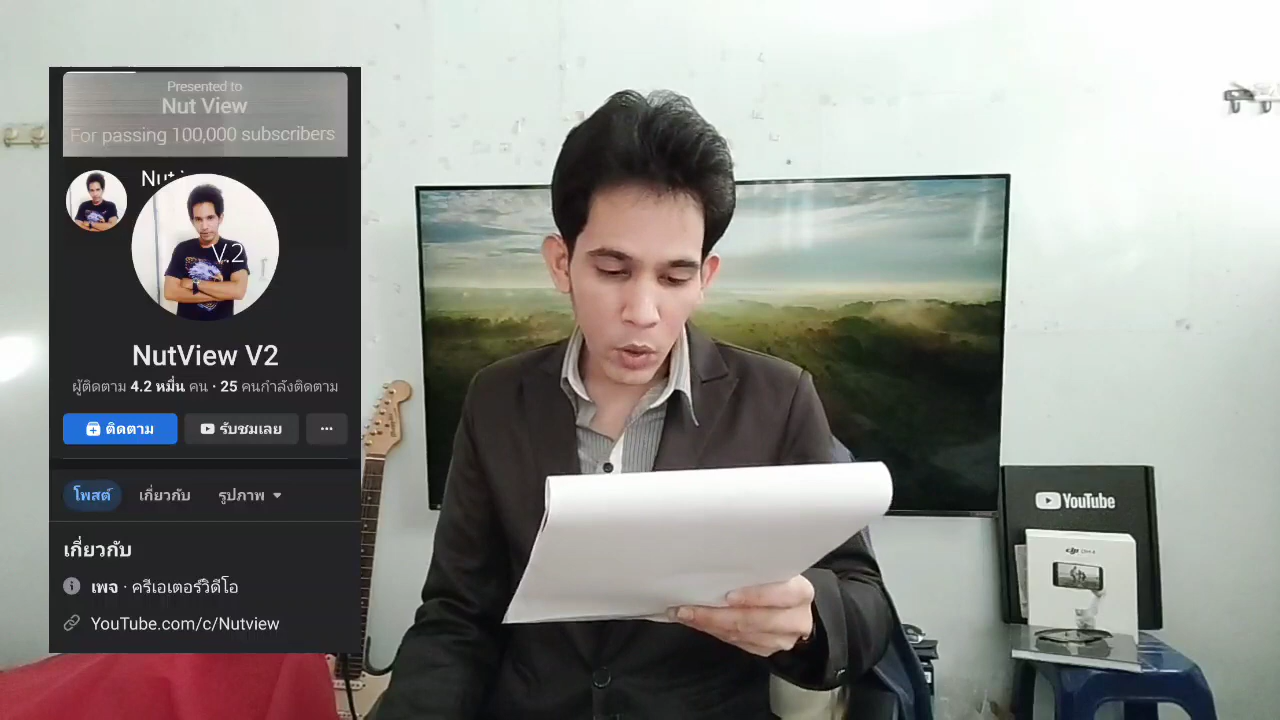 Presented to
Nut View
For passing 100,000 subscribers
V.2
NutView V2
ผู้ติดตาม 4.2 หมื่น คน · 25 คนกำลังติดตาม
ติดตาม
รับชมเลย
โพสต์
เกี่ยวกับ
รูปภาพ
เกี่ยวกับ
เพจ · ครีเอเตอร์วิดีโอ
YouTube.com/c/Nutview
YouTube
dji